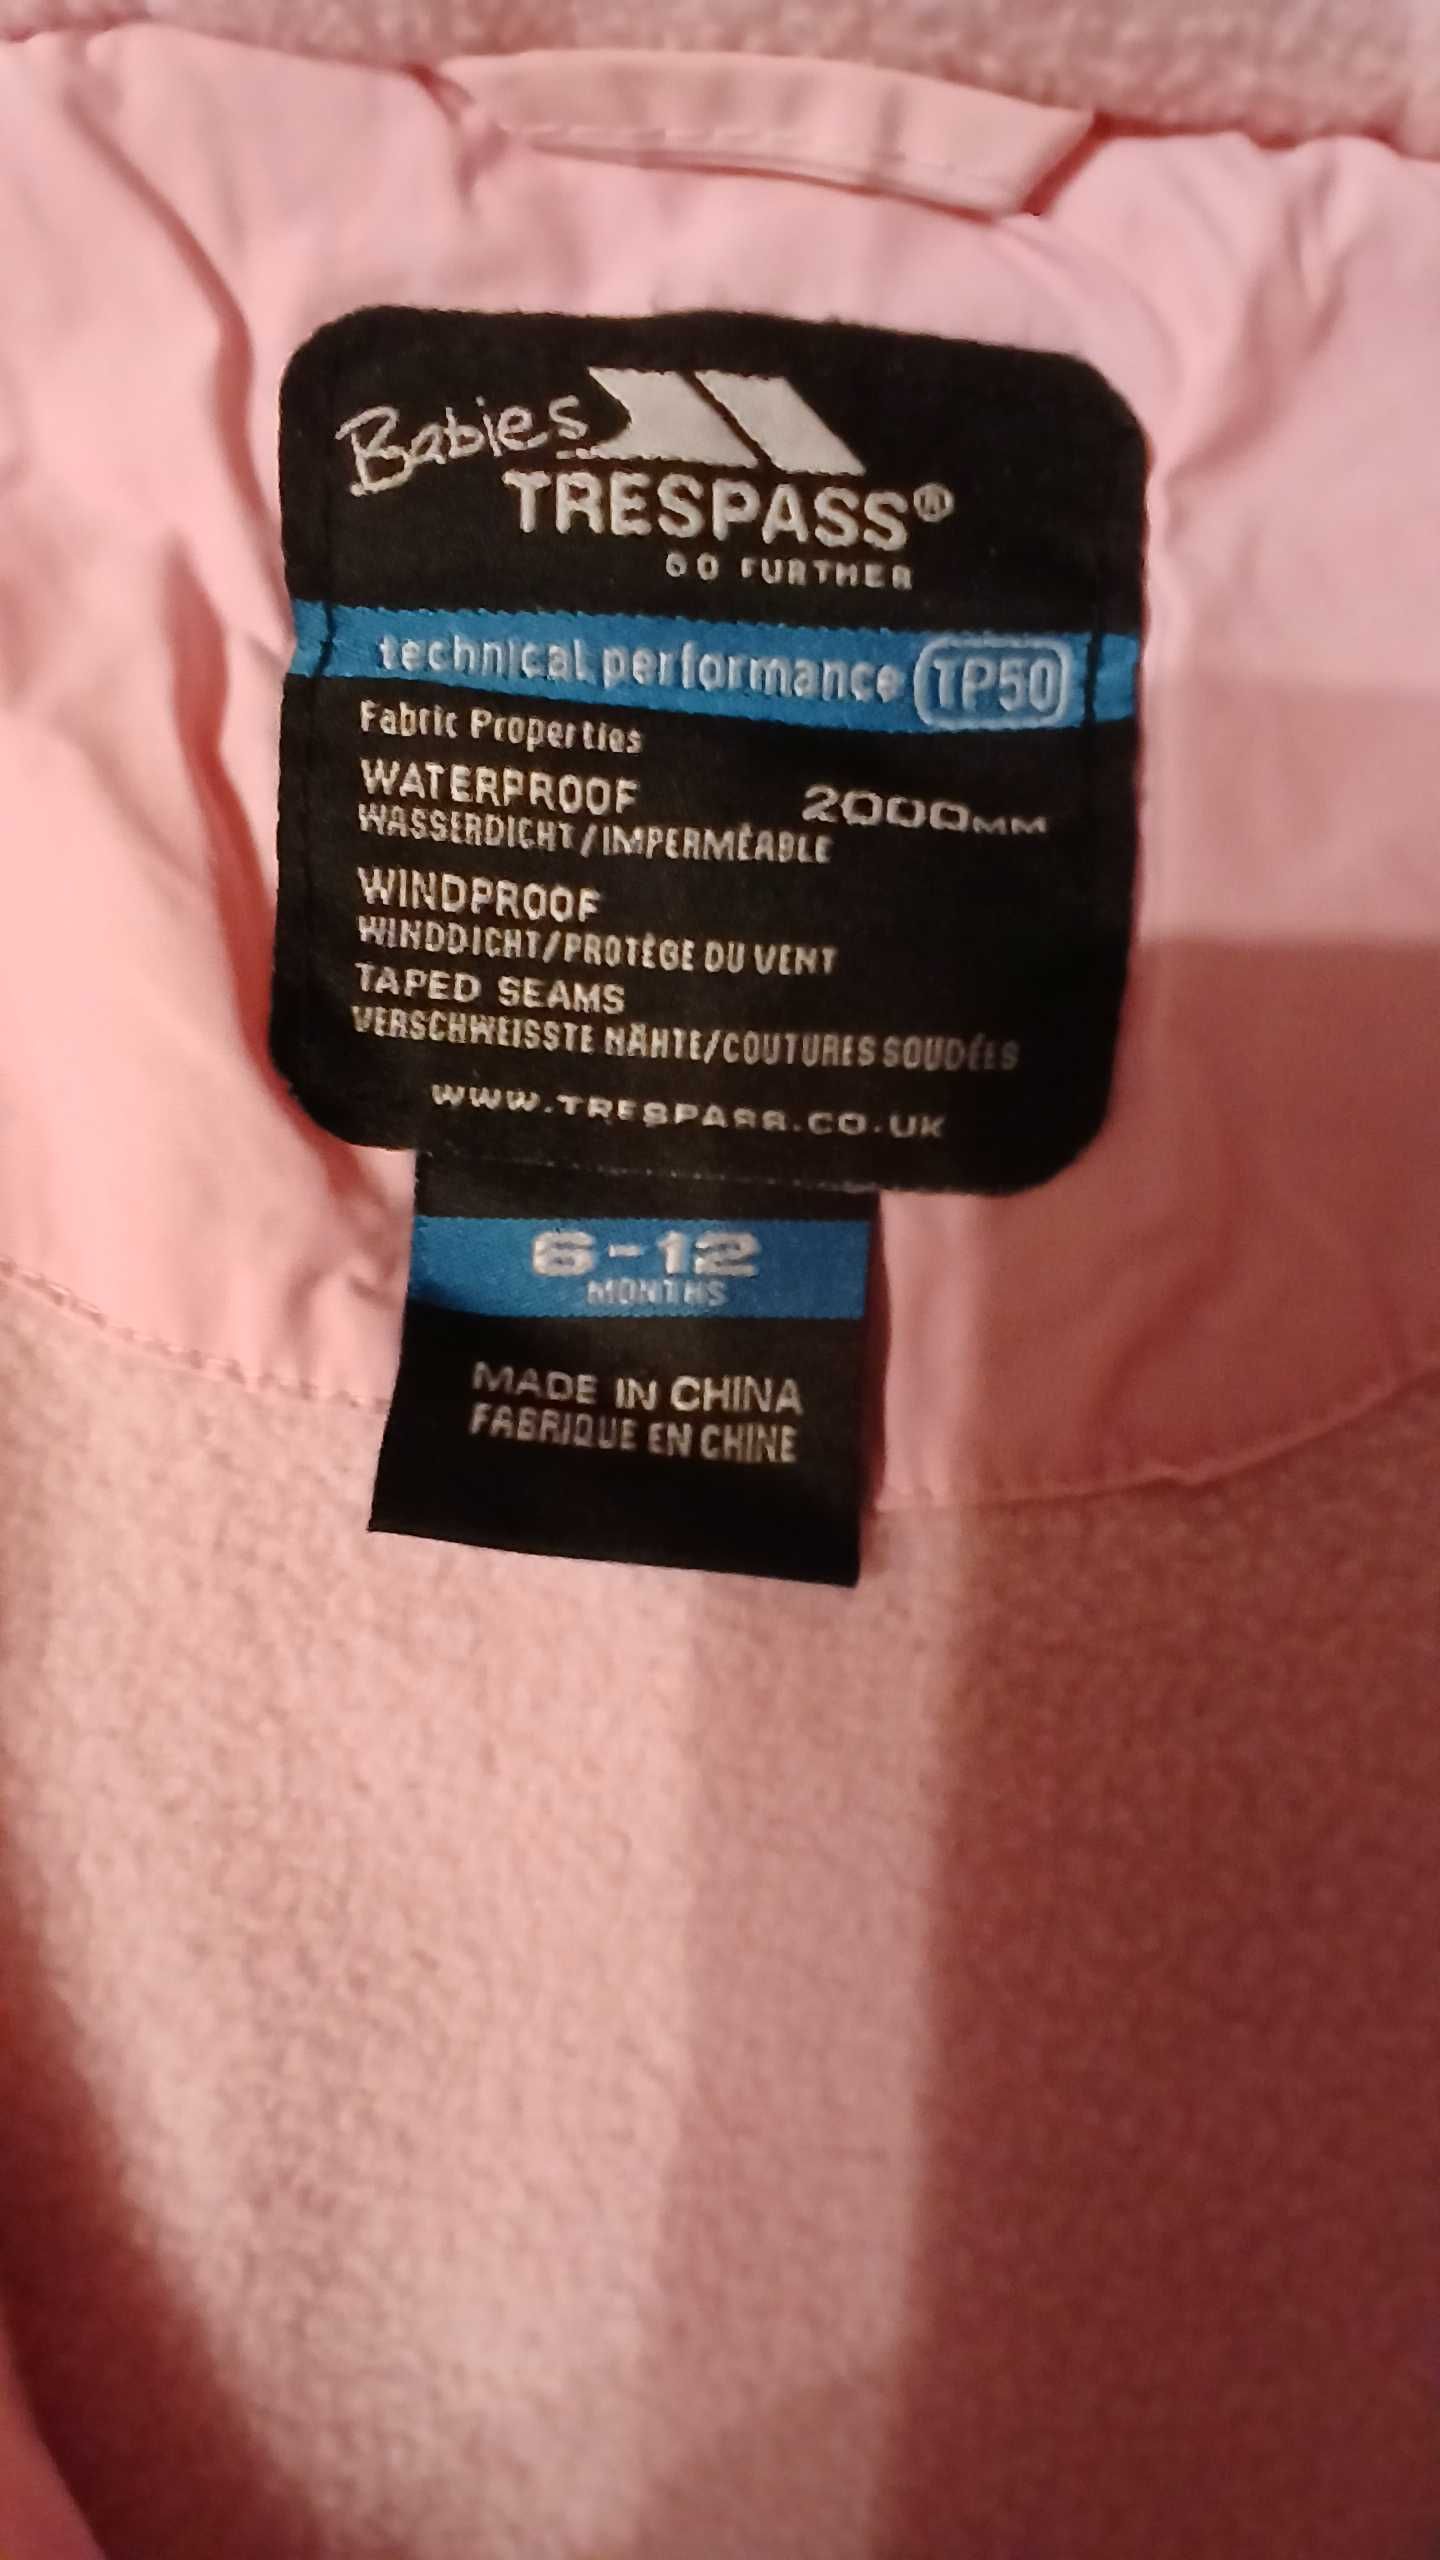 Babies
TRESPASS®
GO FURTHER
technical performance TP50
Fabric Properties
WATERPROOF 2000MM
WASSERDICHT/IMPERMÉABLE
WINDPROOF
WINDDICHT/PROTÈGE DU VENT
TAPED SEAMS
VERSCHWEISSTE NÄHTE/COUTURES SOUDÉES
WWW.TRESPASS.CO.UK
6-12
MONTHS
MADE IN CHINA
FABRIQUE EN CHINE